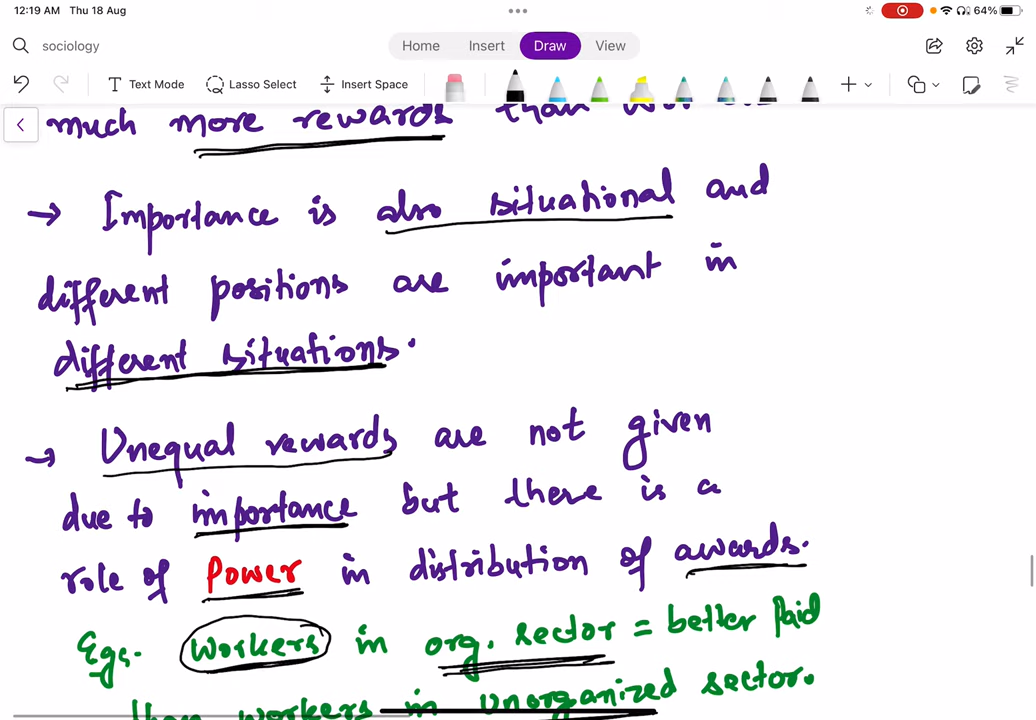 12:19 AM Thu 18 Aug
64%
sociology
Home Insert Draw View
Text Mode Lasso Select Insert Space
much more rewards than
→ Importance is also situational and
different positions are important in
different situations.
→ Unequal rewards are not given
due to importance but there is a
role of Power in distribution of awards.
Egs. Workers in org. sector = better Paid
than workers in unorganized sector.